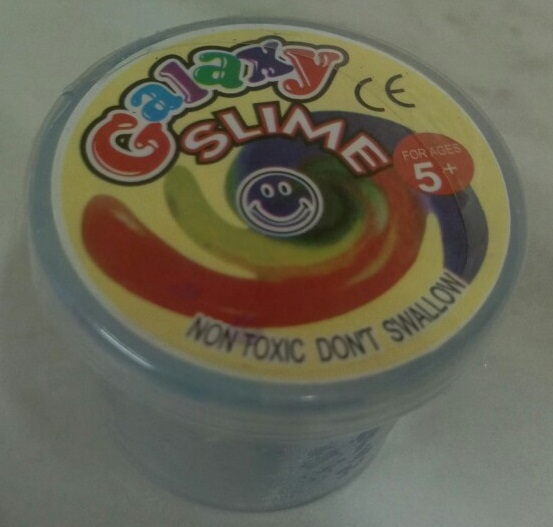 Galaxy
SLIME
CE
FOR AGES
5+
NON TOXIC DON'T SWALLOW